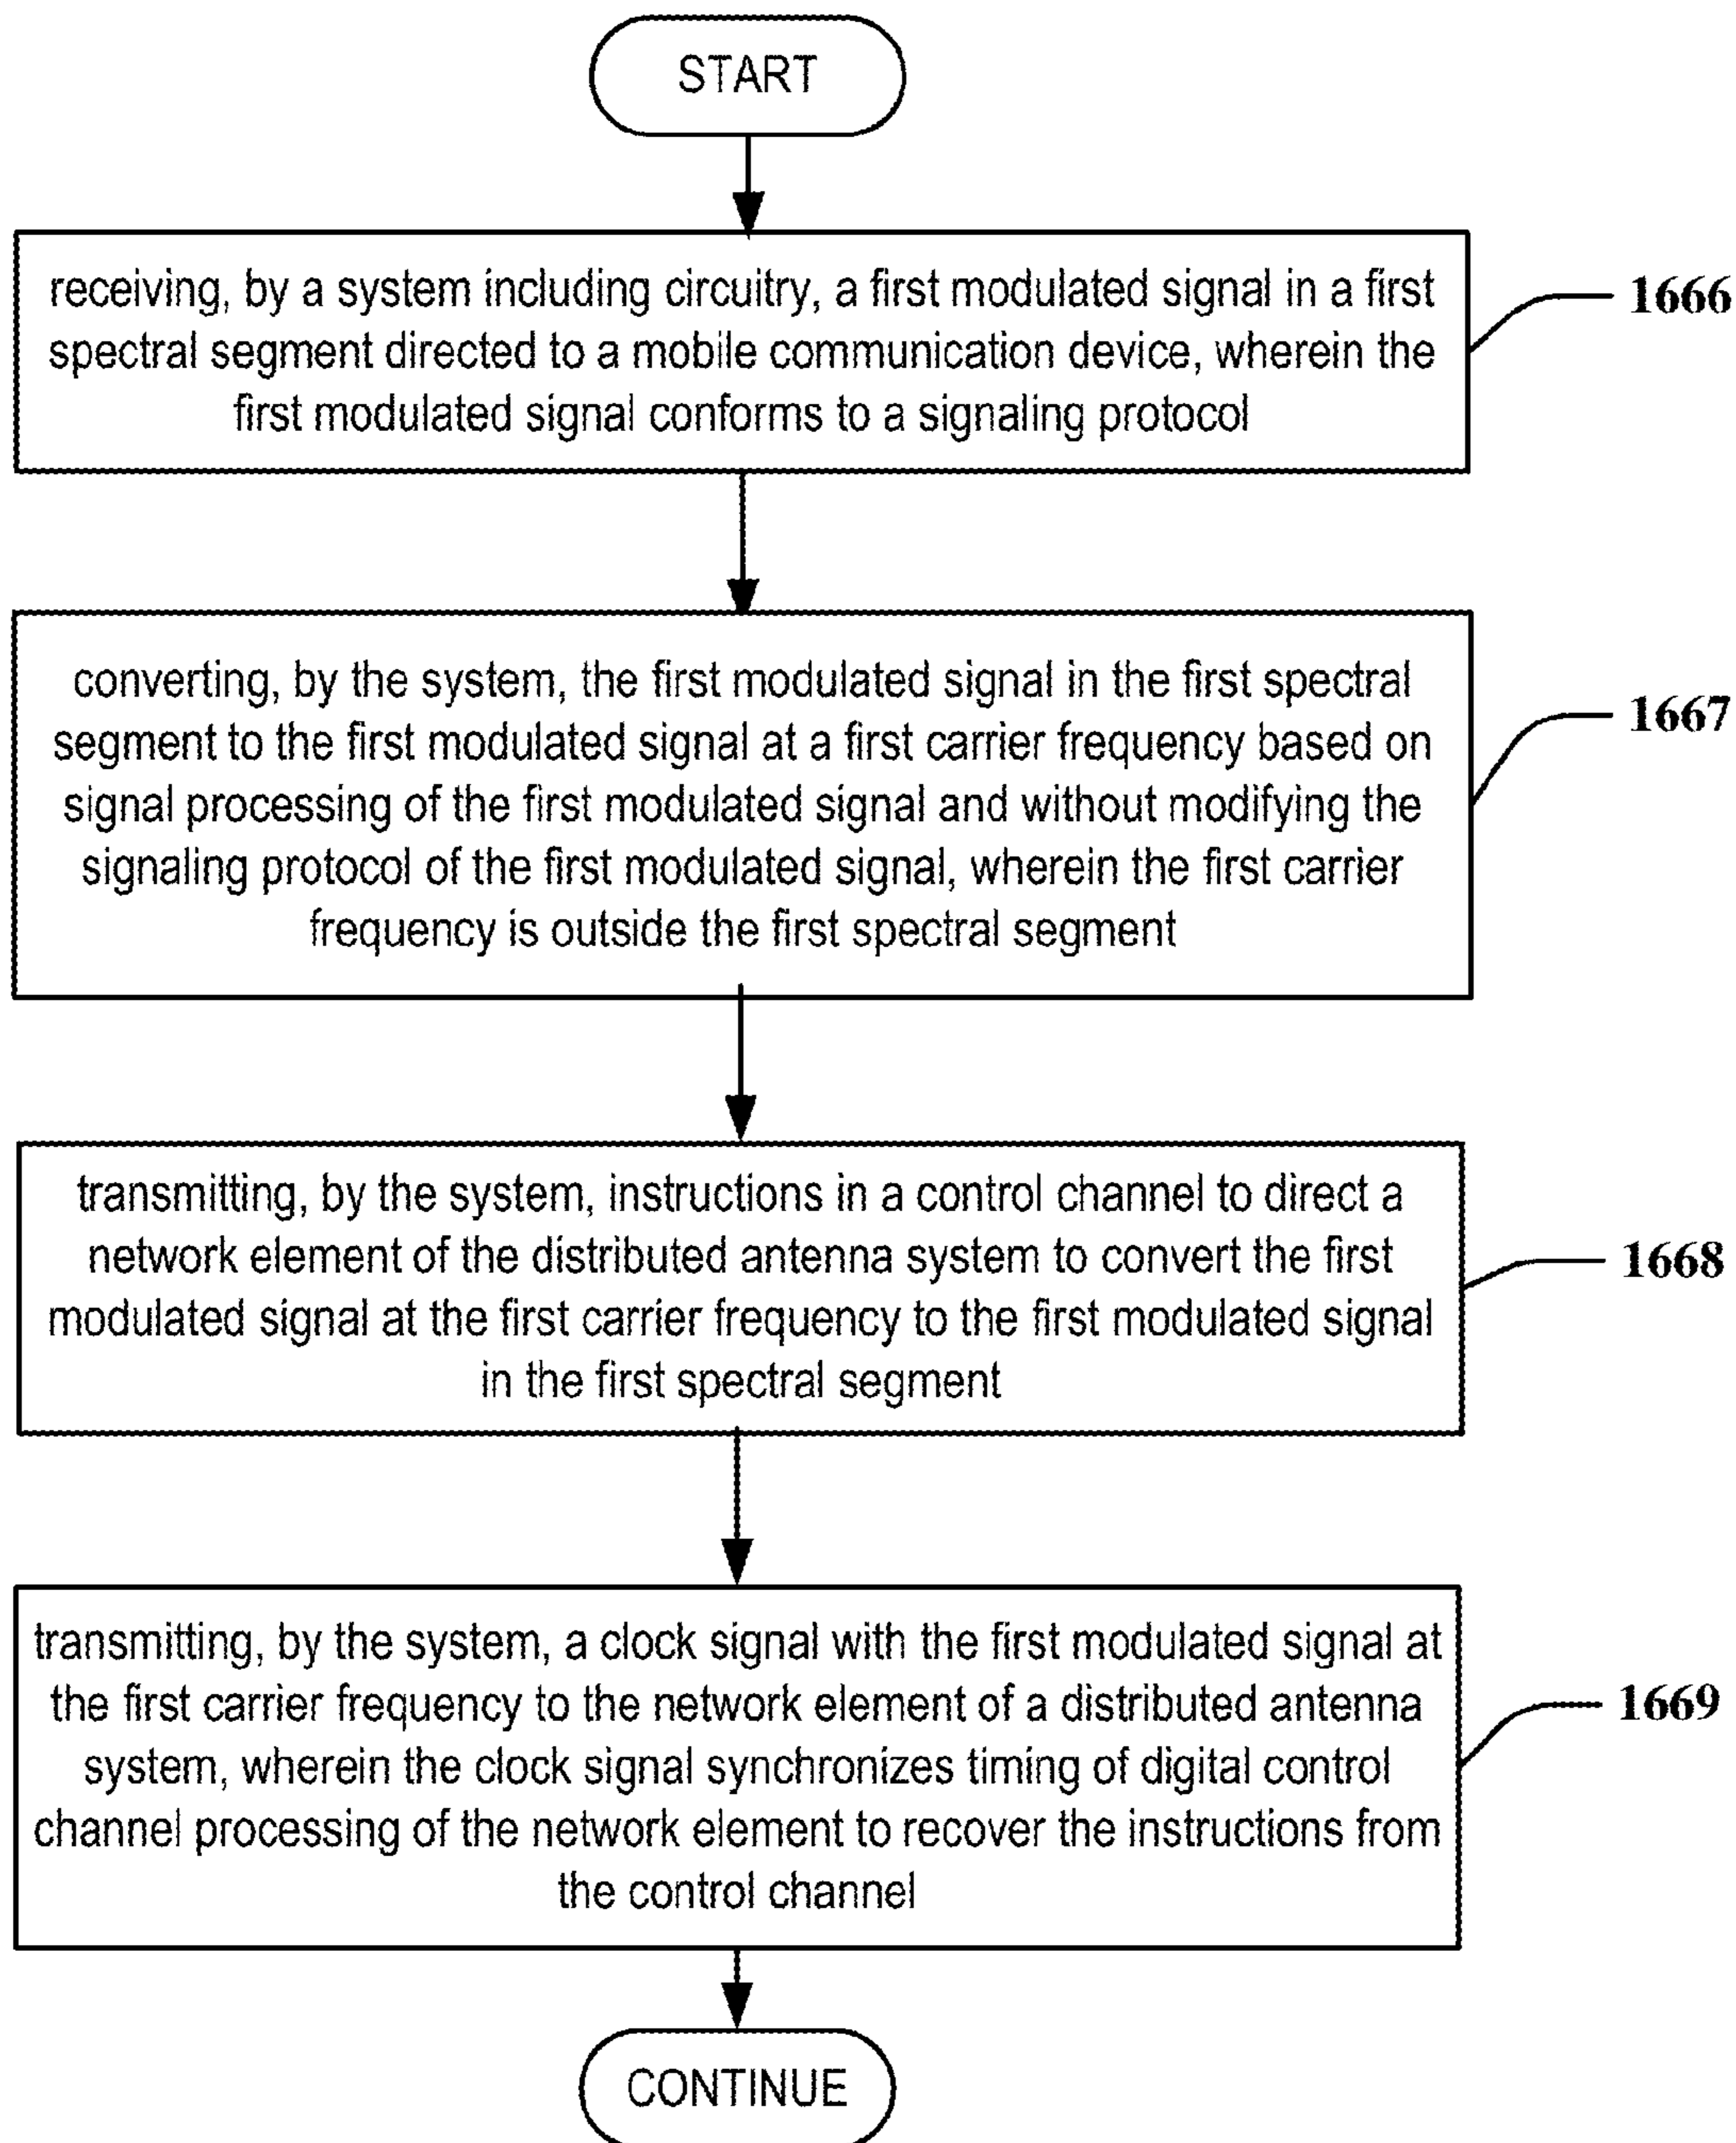 START
receiving, by a system including circuitry, a first modulated signal in a first
spectral segment directed to a mobile communication device, wherein the
first modulated signal conforms to a signaling protocol
1666
converting, by the system, the first modulated signal in the first spectral
segment to the first modulated signal at a first carrier frequency based on
signal processing of the first modulated signal and without modifying the
signaling protocol of the first modulated signal, wherein the first carrier
frequency is outside the first spectral segment
1667
transmitting, by the system, instructions in a control channel to direct a
network element of the distributed antenna system to convert the first
modulated signal at the first carrier frequency to the first modulated signal
in the first spectral segment
1668
transmitting, by the system, a clock signal with the first modulated signal at
the first carrier frequency to the network element of a distributed antenna
system, wherein the clock signal synchronizes timing of digital control
channel processing of the network element to recover the instructions from
the control channel
1669
CONTINUE